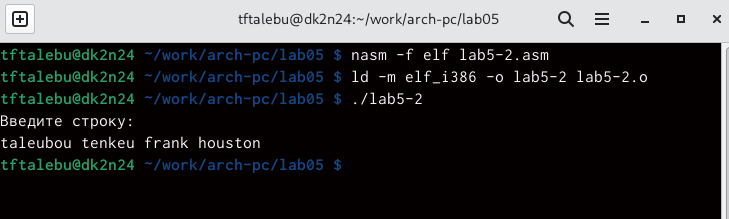 tftalebu@dk2n24:~/work/arch-pc/lab05
tftalebu@dk2n24 ~/work/arch-pc/lab05 $ nasm -f elf lab5-2.asm
tftalebu@dk2n24 ~/work/arch-pc/lab05 $ ld -m elf_i386 -o lab5-2 lab5-2.o
tftalebu@dk2n24 ~/work/arch-pc/lab05 $ ./lab5-2
Введите строку:
taleubou tenkeu frank houston
tftalebu@dk2n24 ~/work/arch-pc/lab05 $